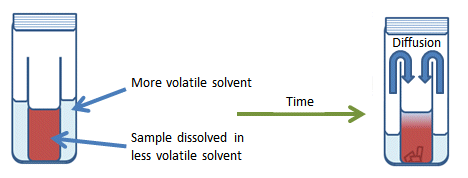 More volatile solvent
Sample dissolved in
less volatile solvent
Time
Diffusion